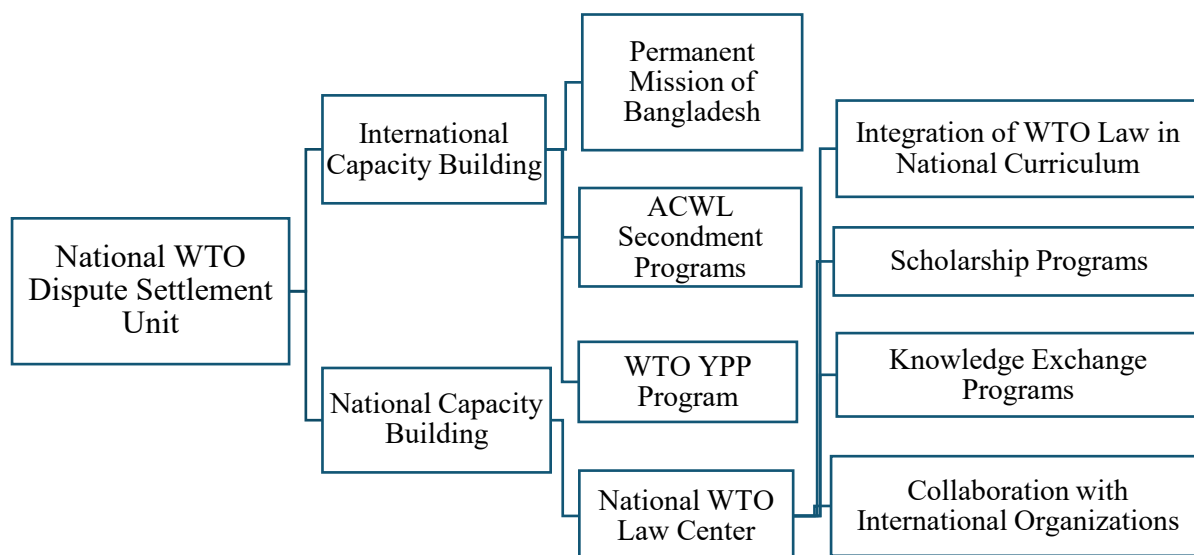 National WTO
Dispute Settlement
Unit
International
Capacity Building
National Capacity
Building
Permanent
Mission of
Bangladesh
ACWL
Secondment
Programs
WTO YPP
Program
National WTO
Law Center
Integration of WTO Law in
National Curriculum
Scholarship Programs
Knowledge Exchange
Programs
Collaboration with
International Organizations